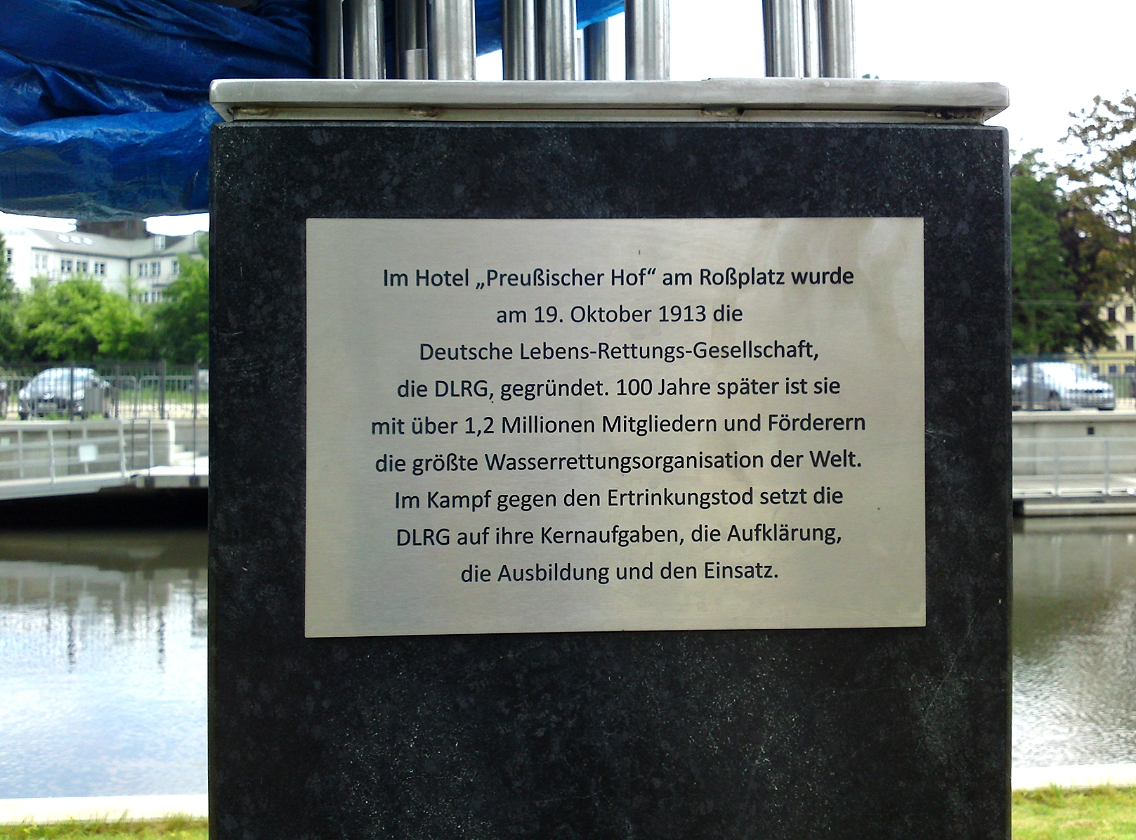 Im Hotel „Preußischer Hof“ am Roßplatz wurde
am 19. Oktober 1913 die
Deutsche Lebens-Rettungs-Gesellschaft,
die DLRG, gegründet. 100 Jahre später ist sie
mit über 1,2 Millionen Mitgliedern und Förderern
die größte Wasserrettungsorganisation der Welt.
Im Kampf gegen den Ertrinkungstod setzt die
DLRG auf ihre Kernaufgaben, die Aufklärung,
die Ausbildung und den Einsatz.